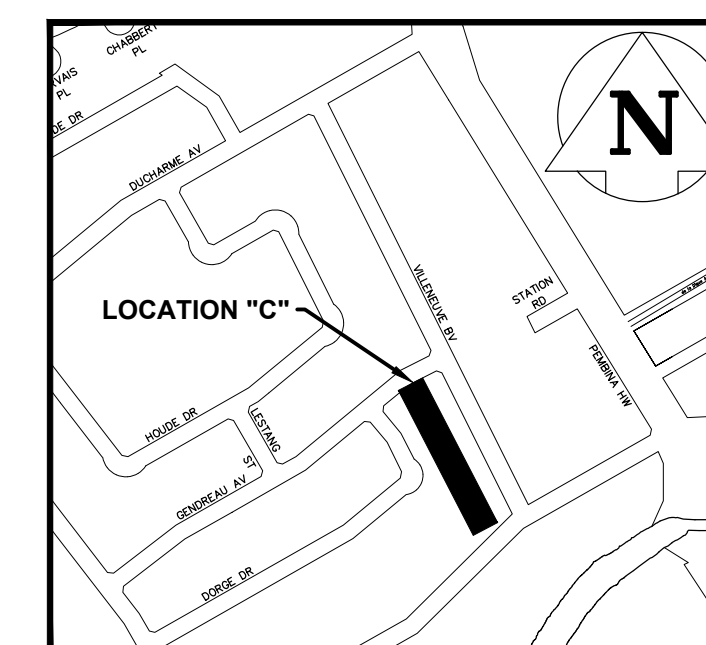 CHABBERT
PL
VAIS
PL
DE DR
N
DUCHARME AV
VILLENEUVE BV
STATION
RD
LOCATION "C"
PEMBINA HW
HOUDE DR
LESTANG
ST
GENDREAU AV
DORGE DR